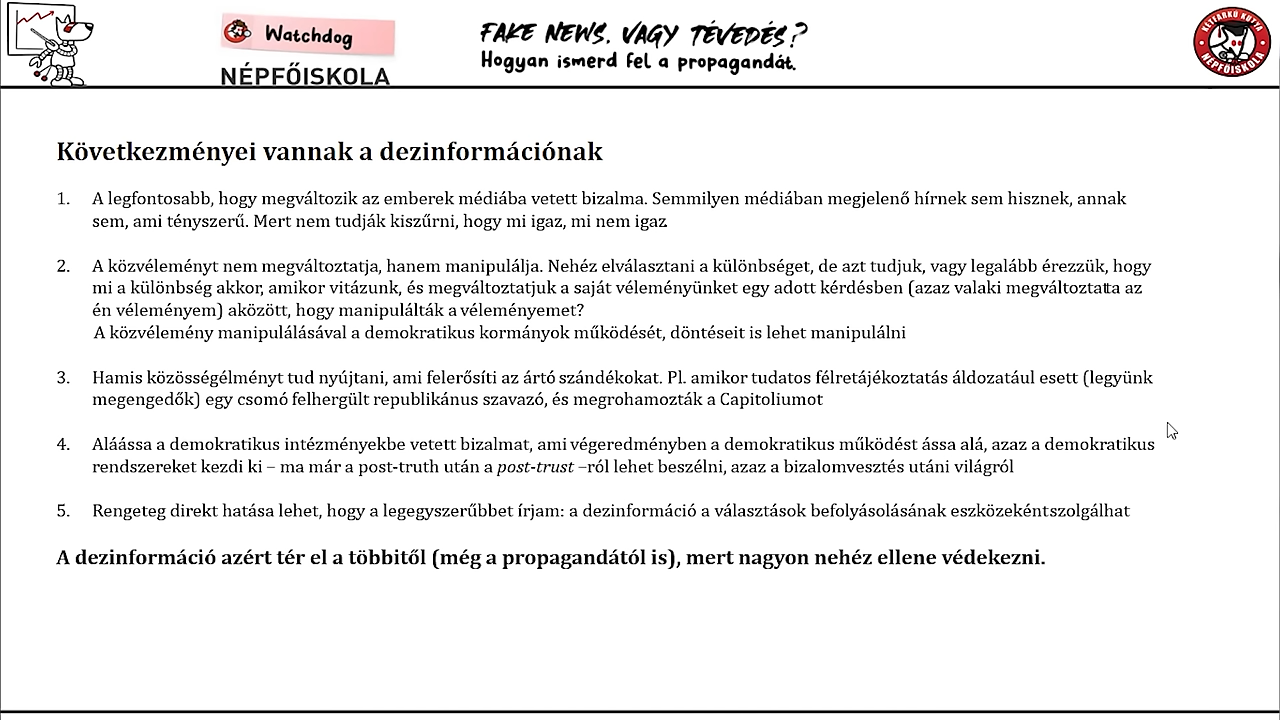 Watchdog
NÉPFŐISKOLA
FAKE NEWS, VAGY TÉVEDÉS?
Hogyan ismerd fel a propagandát.
KÉTFARKÚ KUTYA
NÉPFŐISKOLA
Következményei vannak a dezinformációnak
1. A legfontosabb, hogy megváltozik az emberek médiába vetett bizalma. Semmilyen médiában megjelenő hírnek sem hisznek, annak
sem, ami tényszerű. Mert nem tudják kiszűrni, hogy mi igaz, mi nem igaz.
2. A közvéleményt nem megváltoztatja, hanem manipulálja. Nehéz elválasztani a különbséget, de azt tudjuk, vagy legalább érezzük, hogy
mi a különbség akkor, amikor vitázunk, és megváltoztatjuk a saját véleményünket egy adott kérdésben (azaz valaki megváltoztatta az
én véleményem) aközött, hogy manipulálták a véleményemet?
A közvélemény manipulálásával a demokratikus kormányok működését, döntéseit is lehet manipulálni
3. Hamis közösségélményt tud nyújtani, ami felerősíti az ártó szándékokat. Pl. amikor tudatos félretájékoztatás áldozatául esett (legyünk
megengedők) egy csomó felhergült republikánus szavazó, és megrohamozták a Capitoliumot
4. Aláássa a demokratikus intézményekbe vetett bizalmat, ami végeredményben a demokratikus működést ássa alá, azaz a demokratikus
rendszereket kezdi ki – ma már a post-truth után a post-trust –ról lehet beszélni, azaz a bizalomvesztés utáni világról
5. Rengeteg direkt hatása lehet, hogy a legegyszerűbbet írjam: a dezinformáció a választások befolyásolásának eszközeként szolgálhat
A dezinformáció azért tér el a többitől (még a propagandától is), mert nagyon nehéz ellene védekezni.